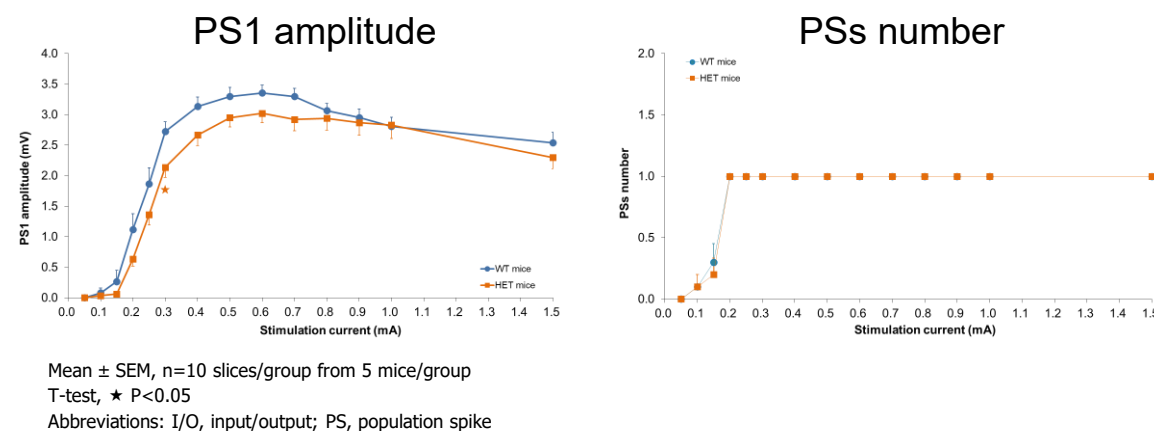 PS1 amplitude
4.0
3.5
3.0
2.5
2.0
1.5
1.0
0.5
0.0
PS1 amplitude (mV)
WT mice
HET mice
0.0 0.1 0.2 0.3 0.4 0.5 0.6 0.7 0.8 0.9 1.0 1.1 1.2 1.3 1.4 1.5
Stimulation current (mA)
PSs number
2.0
1.5
1.0
0.5
0.0
PSs number
WT mice
HET mice
0.0 0.1 0.2 0.3 0.4 0.5 0.6 0.7 0.8 0.9 1.0 1.1 1.2 1.3 1.4 1.5
Stimulation current (mA)
Mean ± SEM, n=10 slices/group from 5 mice/group
T-test, ★ P<0.05
Abbreviations: I/O, input/output; PS, population spike